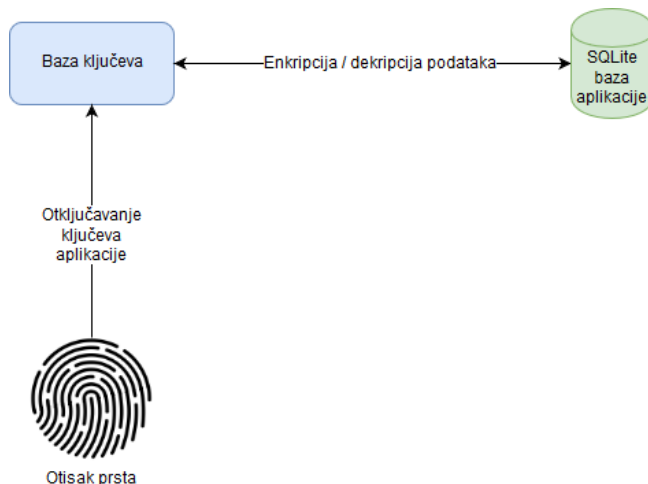 Baza ključeva
Enkripcija / dekripcija podataka
SQLite
baza
aplikacije
Otključavanje
ključeva
aplikacije
Otisak prsta